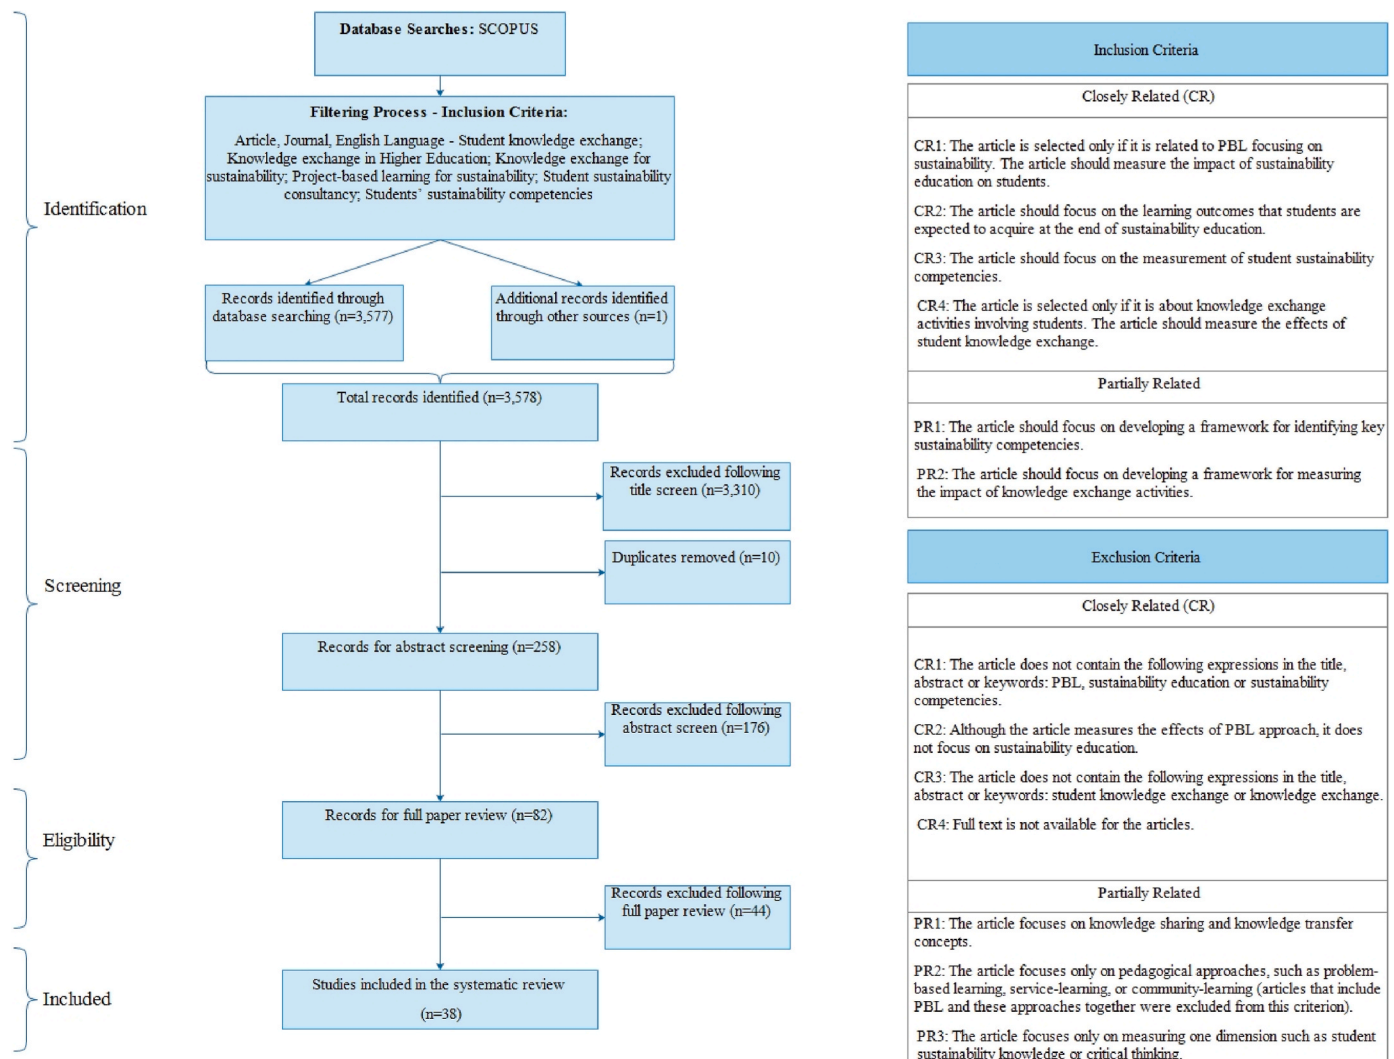 Database Searches: SCOPUS
Filtering Process - Inclusion Criteria:
Article, Journal, English Language - Student knowledge exchange;
Knowledge exchange in Higher Education; Knowledge exchange for
sustainability; Project-based learning for sustainability; Student sustainability
consultancy; Students' sustainability competencies
Identification
Records identified through
database searching (n=3,577)
Additional records identified
through other sources (n=1)
Total records identified (n=3,578)
Records excluded following
title screen (n=3,310)
Duplicates removed (n=10)
Screening
Records for abstract screening (n=258)
Records excluded following
abstract screen (n=176)
Records for full paper review (n=82)
Eligibility
Records excluded following
full paper review (n=44)
Studies included in the systematic review
(n=38)
Included
Inclusion Criteria
Closely Related (CR)
CR1: The article is selected only if it is related to PBL focusing on
sustainability. The article should measure the impact of sustainability
education on students.
CR2: The article should focus on the learning outcomes that students are
expected to acquire at the end of sustainability education.
CR3: The article should focus on the measurement of student sustainability
competencies.
CR4: The article is selected only if it is about knowledge exchange
activities involving students. The article should measure the effects of
student knowledge exchange.
Partially Related
PR1: The article should focus on developing a framework for identifying key
sustainability competencies.
PR2: The article should focus on developing a framework for measuring
the impact of knowledge exchange activities.
Exclusion Criteria
Closely Related (CR)
CR1: The article does not contain the following expressions in the title,
abstract or keywords: PBL, sustainability education or sustainability
competencies.
CR2: Although the article measures the effects of PBL approach, it does
not focus on sustainability education.
CR3: The article does not contain the following expressions in the title,
abstract or keywords: student knowledge exchange or knowledge exchange.
CR4: Full text is not available for the articles.
Partially Related
PR1: The article focuses on knowledge sharing and knowledge transfer
concepts.
PR2: The article focuses only on pedagogical approaches, such as problem-
based learning, service-learning, or community-learning (articles that include
PBL and these approaches together were excluded from this criterion).
PR3: The article focuses only on measuring one dimension such as student
sustainability knowledge or critical thinking.